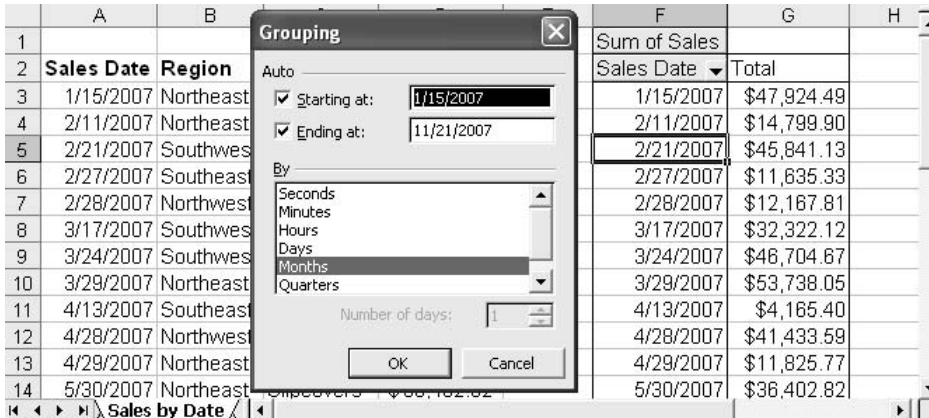 A B F G H
1 Sum of Sales
2 Sales Date Region Sales Date Total
3 1/15/2007 Northeast 1/15/2007 $47,924.49
4 2/11/2007 Northeast 2/11/2007 $14,799.90
5 2/21/2007 Southwes 2/21/2007 $45,841.13
6 2/27/2007 Southeast 2/27/2007 $11,635.33
7 2/28/2007 Northwest 2/28/2007 $12,167.81
8 3/17/2007 Southwes 3/17/2007 $32,322.12
9 3/24/2007 Southwes 3/24/2007 $46,704.67
10 3/29/2007 Northeast 3/29/2007 $53,738.05
11 4/13/2007 Southeast 4/13/2007 $4,165.40
12 4/28/2007 Northwest 4/28/2007 $41,433.59
13 4/29/2007 Northeast 4/29/2007 $11,825.77
14 5/30/2007 Northeast 5/30/2007 $36,402.82
Sales by Date
Grouping
Auto
Starting at: 1/15/2007
Ending at: 11/21/2007
By
Seconds
Minutes
Hours
Days
Months
Quarters
Number of days: 1
OK Cancel